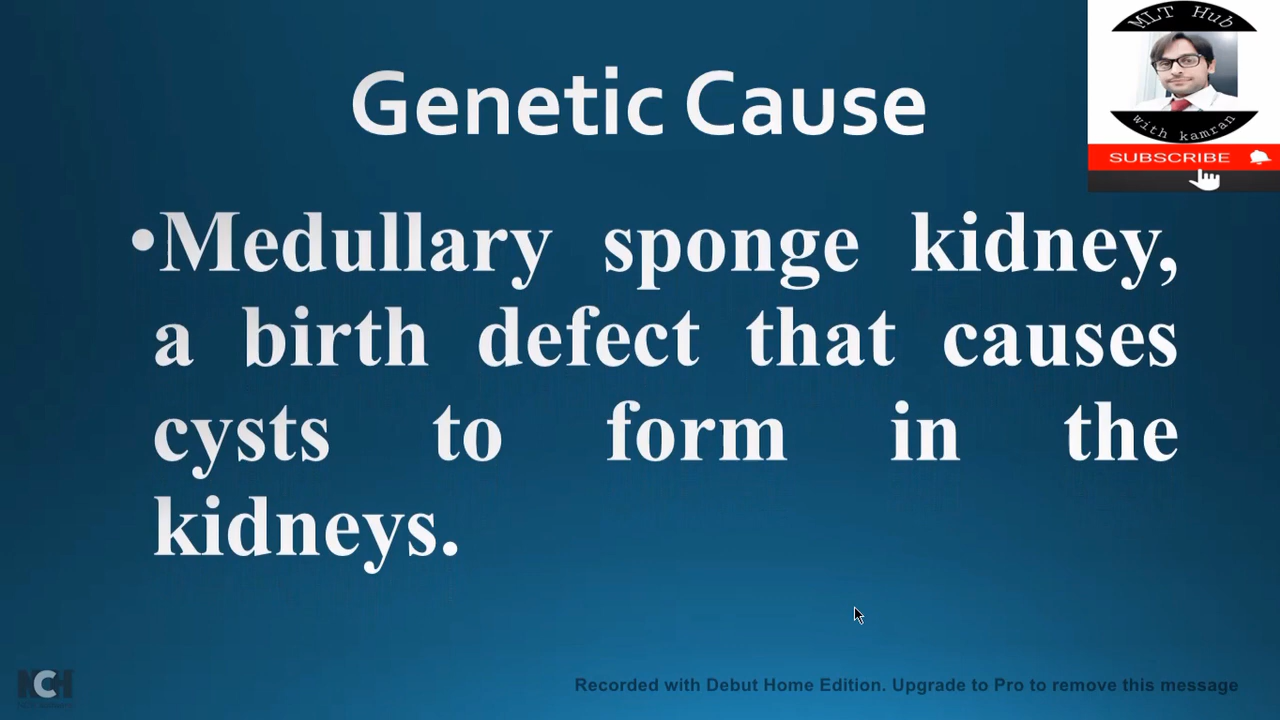 MLT Hub
Genetic Cause
with kamran
SUBSCRIBE
•Medullary sponge kidney,
a birth defect that causes
cysts to form in the
kidneys.
NCH
Recorded with Debut Home Edition. Upgrade to Pro to remove this message